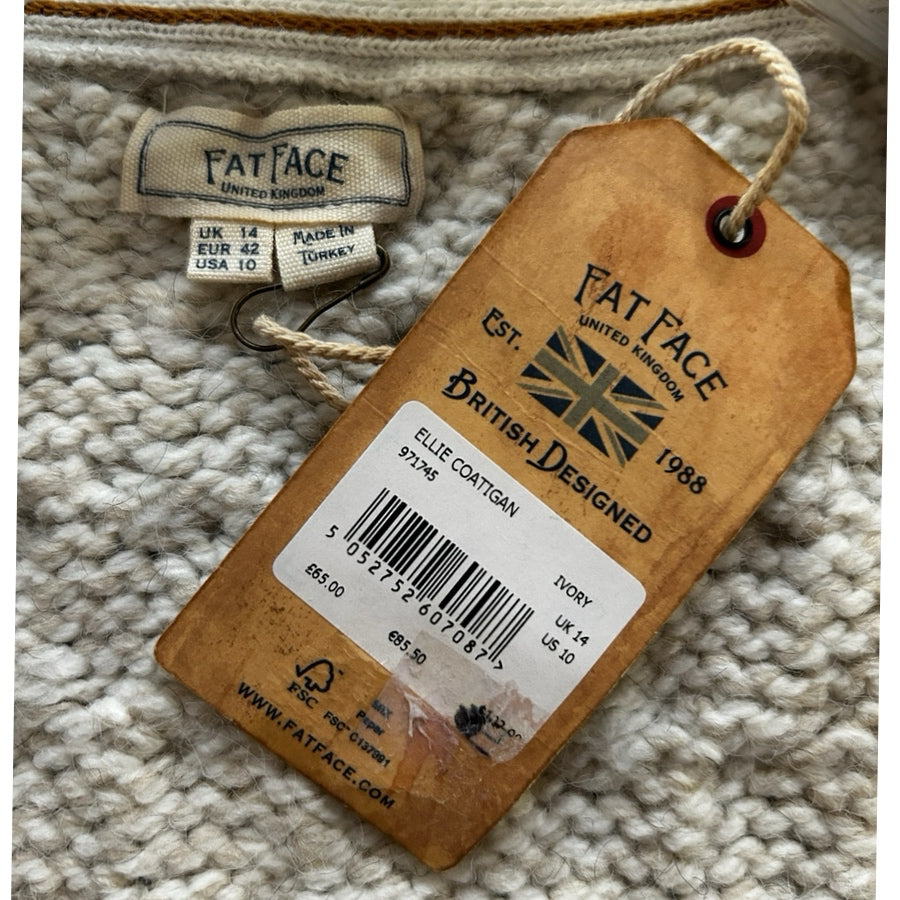 FAT FACE
UNITED KINGDOM
UK 14
EUR 42
USA 10
MADE IN
TURKEY
FAT FACE
UNITED KINGDOM
EST. 1988
BRITISH DESIGNED
ELLIE COATIGAN
971745
IVORY
UK 14
US 10
5 052752 607087 >
£65.00
€85,50
FSC
MIX
Paper
FSC™ C137391
WWW.FATFACE.COM